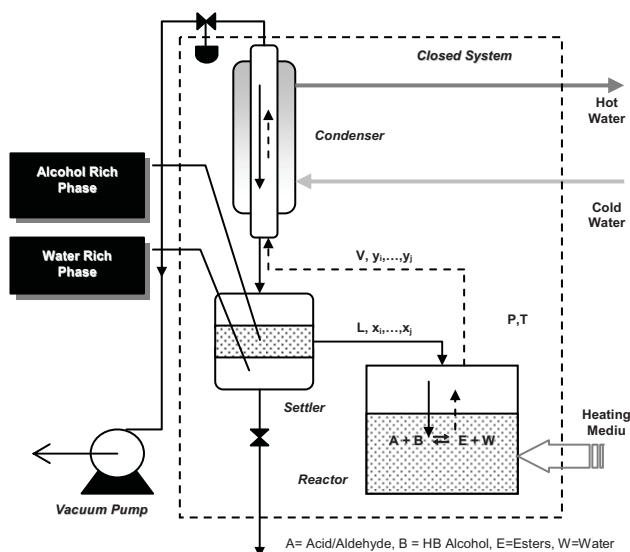 Closed System
Hot
Water
Condenser
Alcohol Rich
Phase
Cold
Water
Water Rich
Phase
V, yi,...,yj
P,T
L, xi,...,xj
Settler
Heating
Mediu
A + B ⇌ E + W
Reactor
Vacuum Pump
A= Acid/Aldehyde, B = HB Alcohol, E=Esters, W=Water